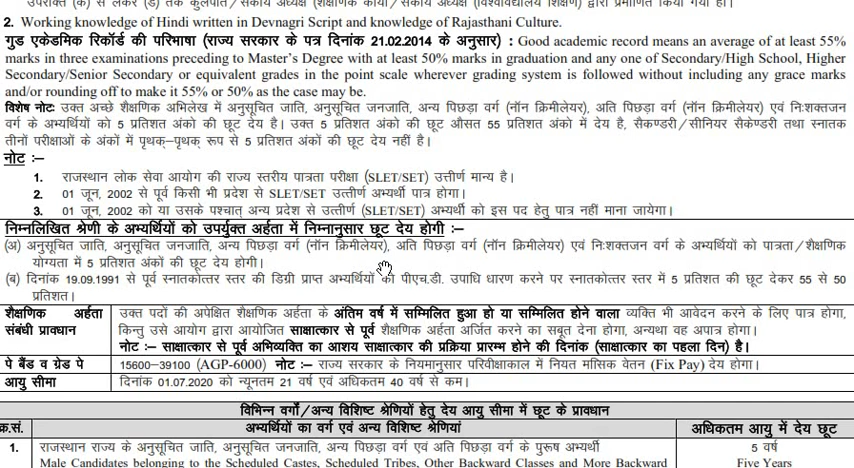 उपरोक्त (क) से लेकर (ड) तक कुलपति/संकाय अध्यक्ष (शैक्षणिक कार्य)/संकाय अध्यक्ष (विश्वविद्यालय शिक्षण) द्वारा प्रमाणित किया गया हो।
2. Working knowledge of Hindi written in Devnagri Script and knowledge of Rajasthani Culture.
गुड एकेडमिक रिकॉर्ड की परिभाषा (राज्य सरकार के पत्र दिनांक 21.02.2014 के अनुसार) : Good academic record means an average of at least 55%
marks in three examinations preceding to Master's Degree with at least 50% marks in graduation and any one of Secondary/High School, Higher
Secondary/Senior Secondary or equivalent grades in the point scale wherever grading system is followed without including any grace marks
and/or rounding off to make it 55% or 50% as the case may be.
विशेष नोटः उक्त अच्छे शैक्षणिक अभिलेख में अनुसूचित जाति, अनुसूचित जनजाति, अन्य पिछड़ा वर्ग (नॉन क्रिमीलेयर), अति पिछड़ा वर्ग (नॉन क्रिमीलेयर) एवं निःशक्तजन
वर्ग के अभ्यर्थियों को 5 प्रतिशत अंको की छूट देय है। उक्त 5 प्रतिशत अंको की छूट औसत 55 प्रतिशत अंको मे देय है, सैकण्डरी/सीनियर सैकेण्डरी तथा स्नातक
तीनों परीक्षाओ के अंकों में पृथक–पृथक् रूप से 5 प्रतिशत अंकों की छूट देय नहीं है।
नोट :–
1. राजस्थान लोक सेवा आयोग की राज्य स्तरीय पात्रता परीक्षा (SLET/SET) उत्तीर्ण मान्य है।
2. 01 जून, 2002 से पूर्व किसी भी प्रदेश से SLET/SET उत्तीर्ण अभ्यर्थी पात्र होगा।
3. 01 जून, 2002 को या उसके पश्चात् अन्य प्रदेश से उत्तीर्ण (SLET/SET) अभ्यर्थी को इस पद हेतु पात्र नहीं माना जायेगा।
निम्नलिखित श्रेणी के अभ्यर्थियों को उपर्युक्त अर्हता में निम्नानुसार छूट देय होगी :–
(अ) अनुसूचित जाति, अनुसूचित जनजाति, अन्य पिछड़ा वर्ग (नॉन क्रिमीलेयर), अति पिछड़ा वर्ग (नॉन क्रिमीलेयर) एवं निःशक्तजन वर्ग के अभ्यर्थियों को पात्रता/शैक्षणिक
योग्यता में 5 प्रतिशत अंकों की छूट देय होगी।
(ब) दिनांक 19.09.1991 से पूर्व स्नातकोत्तर स्तर की डिग्री प्राप्त अभ्यर्थियों को पीएच.डी. उपाधि धारण करने पर स्नातकोत्तर स्तर में 5 प्रतिशत की छूट देकर 55 से 50
प्रतिशत।
शैक्षणिक अर्हता उक्त पदों की अपेक्षित शैक्षणिक अर्हता के अंतिम वर्ष में सम्मिलित हुआ हो या सम्मिलित होने वाला व्यक्ति भी आवेदन करने के लिए पात्र होगा,
संबंधी प्रावधान किन्तु उसे आयोग द्वारा आयोजित साक्षात्कार से पूर्व शैक्षणिक अर्हता अर्जित करने का सबूत देना होगा, अन्यथा वह अपात्र होगा।
नोट :– साक्षात्कार से पूर्व अभिव्यक्ति का आशय साक्षात्कार की प्रक्रिया प्रारम्भ होने की दिनांक (साक्षात्कार का पहला दिन) है।
पे बैंड व ग्रेड पे 15600–39100 (AGP-6000) नोट :– राज्य सरकार के नियमानुसार परिवीक्षाकाल में नियत मासिक वेतन (Fix Pay) देय होगा।
आयु सीमा दिनांक 01.07.2020 को न्यूनतम 21 वर्ष एवं अधिकतम 40 वर्ष से कम।
विभिन्न वर्गों/अन्य विशिष्ट श्रेणियों हेतु देय आयु सीमा में छूट के प्रावधान
क्र.सं. अभ्यर्थियों का वर्ग एवं अन्य विशिष्ट श्रेणियां अधिकतम आयु में देय छूट
1. राजस्थान राज्य के अनुसूचित जाति, अनुसूचित जनजाति, अन्य पिछड़ा वर्ग एवं अति पिछड़ा वर्ग के पुरूष अभ्यर्थी 5 वर्ष
Male Candidates belonging to the Scheduled Castes, Scheduled Tribes, Other Backward Classes and More Backward Five Years